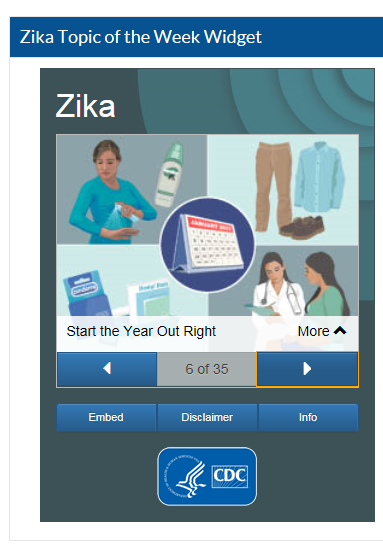 Zika Topic of the Week Widget
Zika
Start the Year Out Right
More
6 of 35
Embed
Disclaimer
Info
CDC